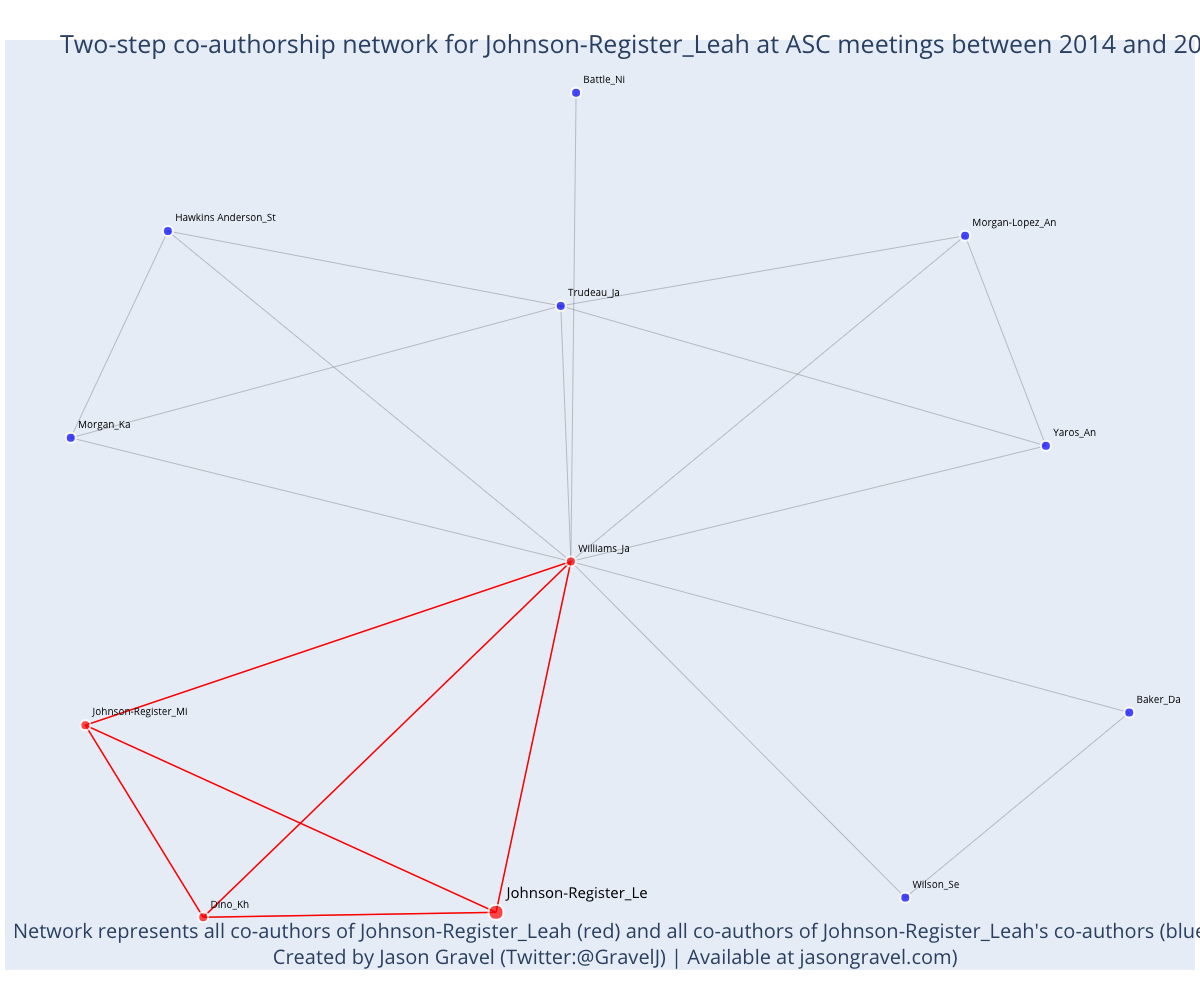 Two-step co-authorship network for Johnson-Register_Leah at ASC meetings between 2014 and 20
Battle_Ni
Hawkins Anderson_St
Morgan-Lopez_An
Trudeau_Ja
Morgan_Ka
Yaros_An
Williams_Ja
Baker_Da
Johnson-Register_Mi
Wilson_Se
Johnson-Register_Le
Dino_Kh
Network represents all co-authors of Johnson-Register_Leah (red) and all co-authors of Johnson-Register_Leah's co-authors (blue
Created by Jason Gravel (Twitter:@GravelJ) | Available at jasongravel.com)